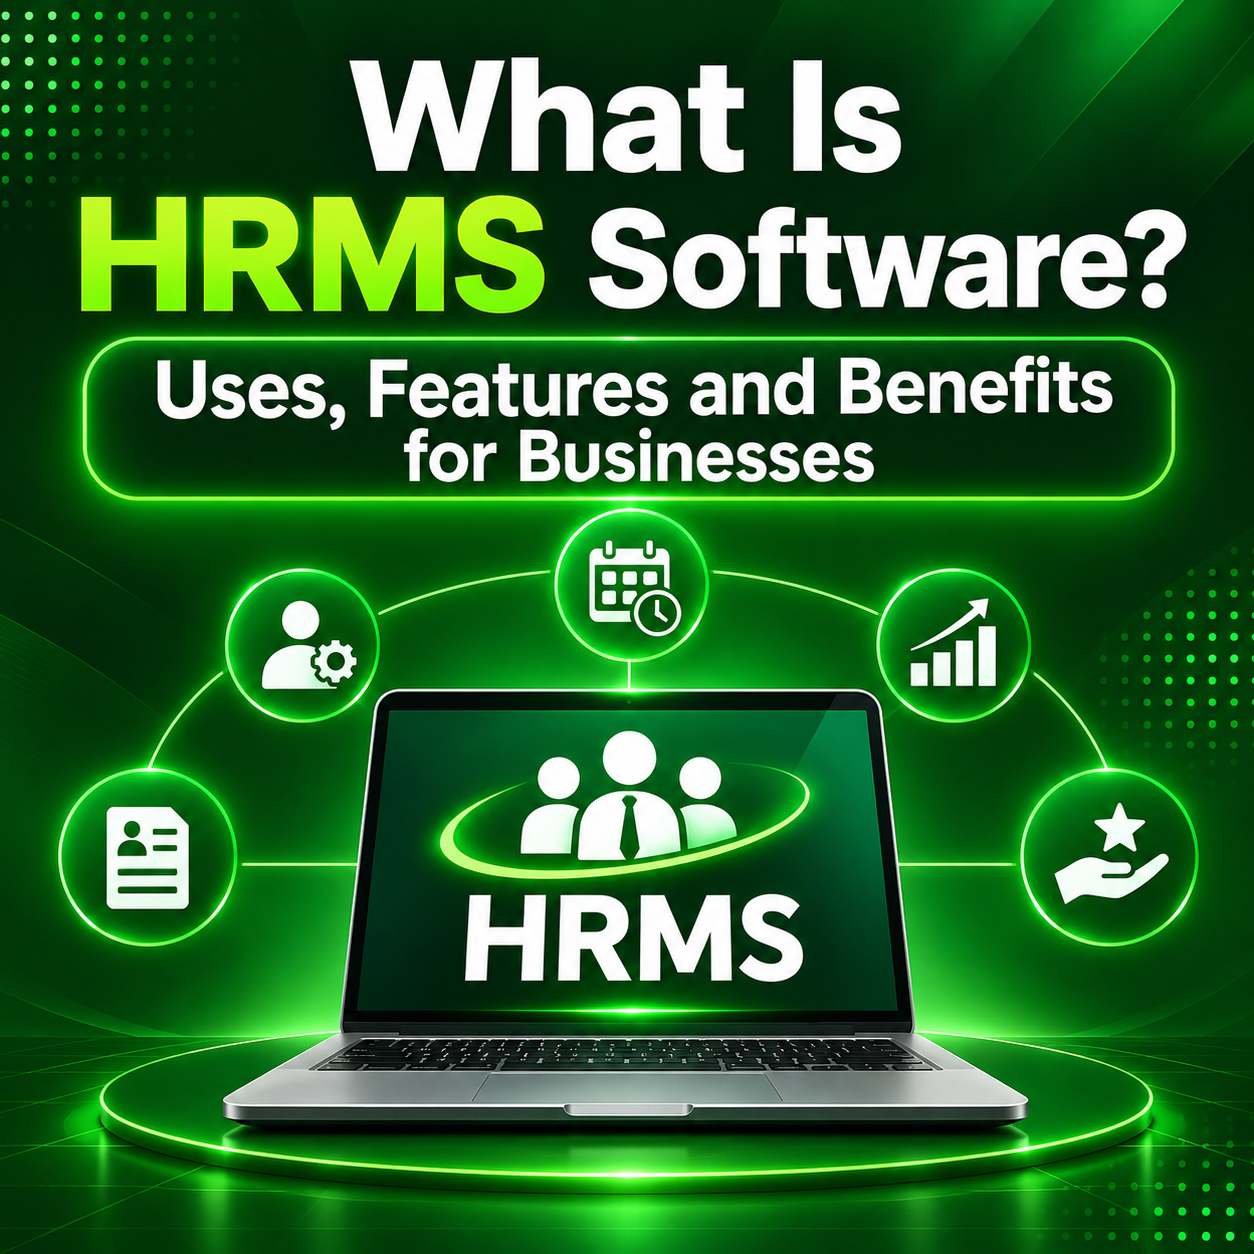 What Is
HRMS Software?
Uses, Features and Benefits
for Businesses
HRMS